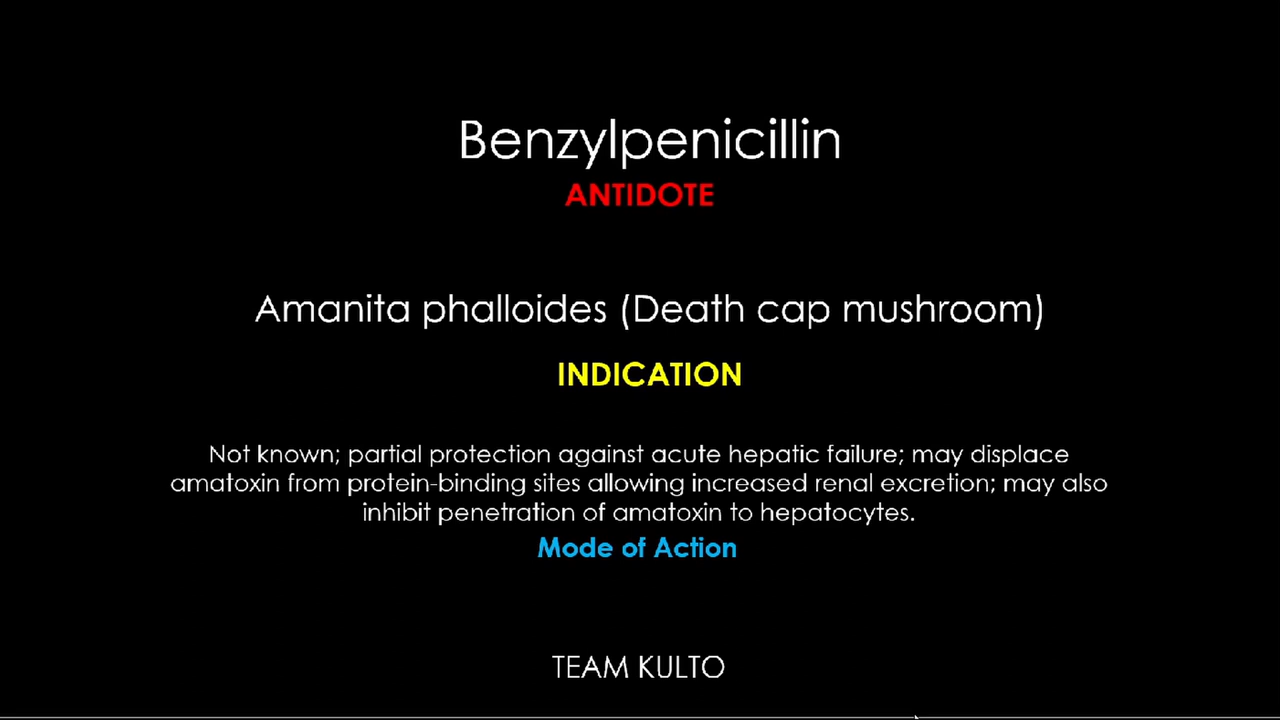 Benzylpenicillin
ANTIDOTE
Amanita phalloides (Death cap mushroom)
INDICATION
Not known; partial protection against acute hepatic failure; may displace
amatoxin from protein-binding sites allowing increased renal excretion; may also
inhibit penetration of amatoxin to hepatocytes.
Mode of Action
TEAM KULTO